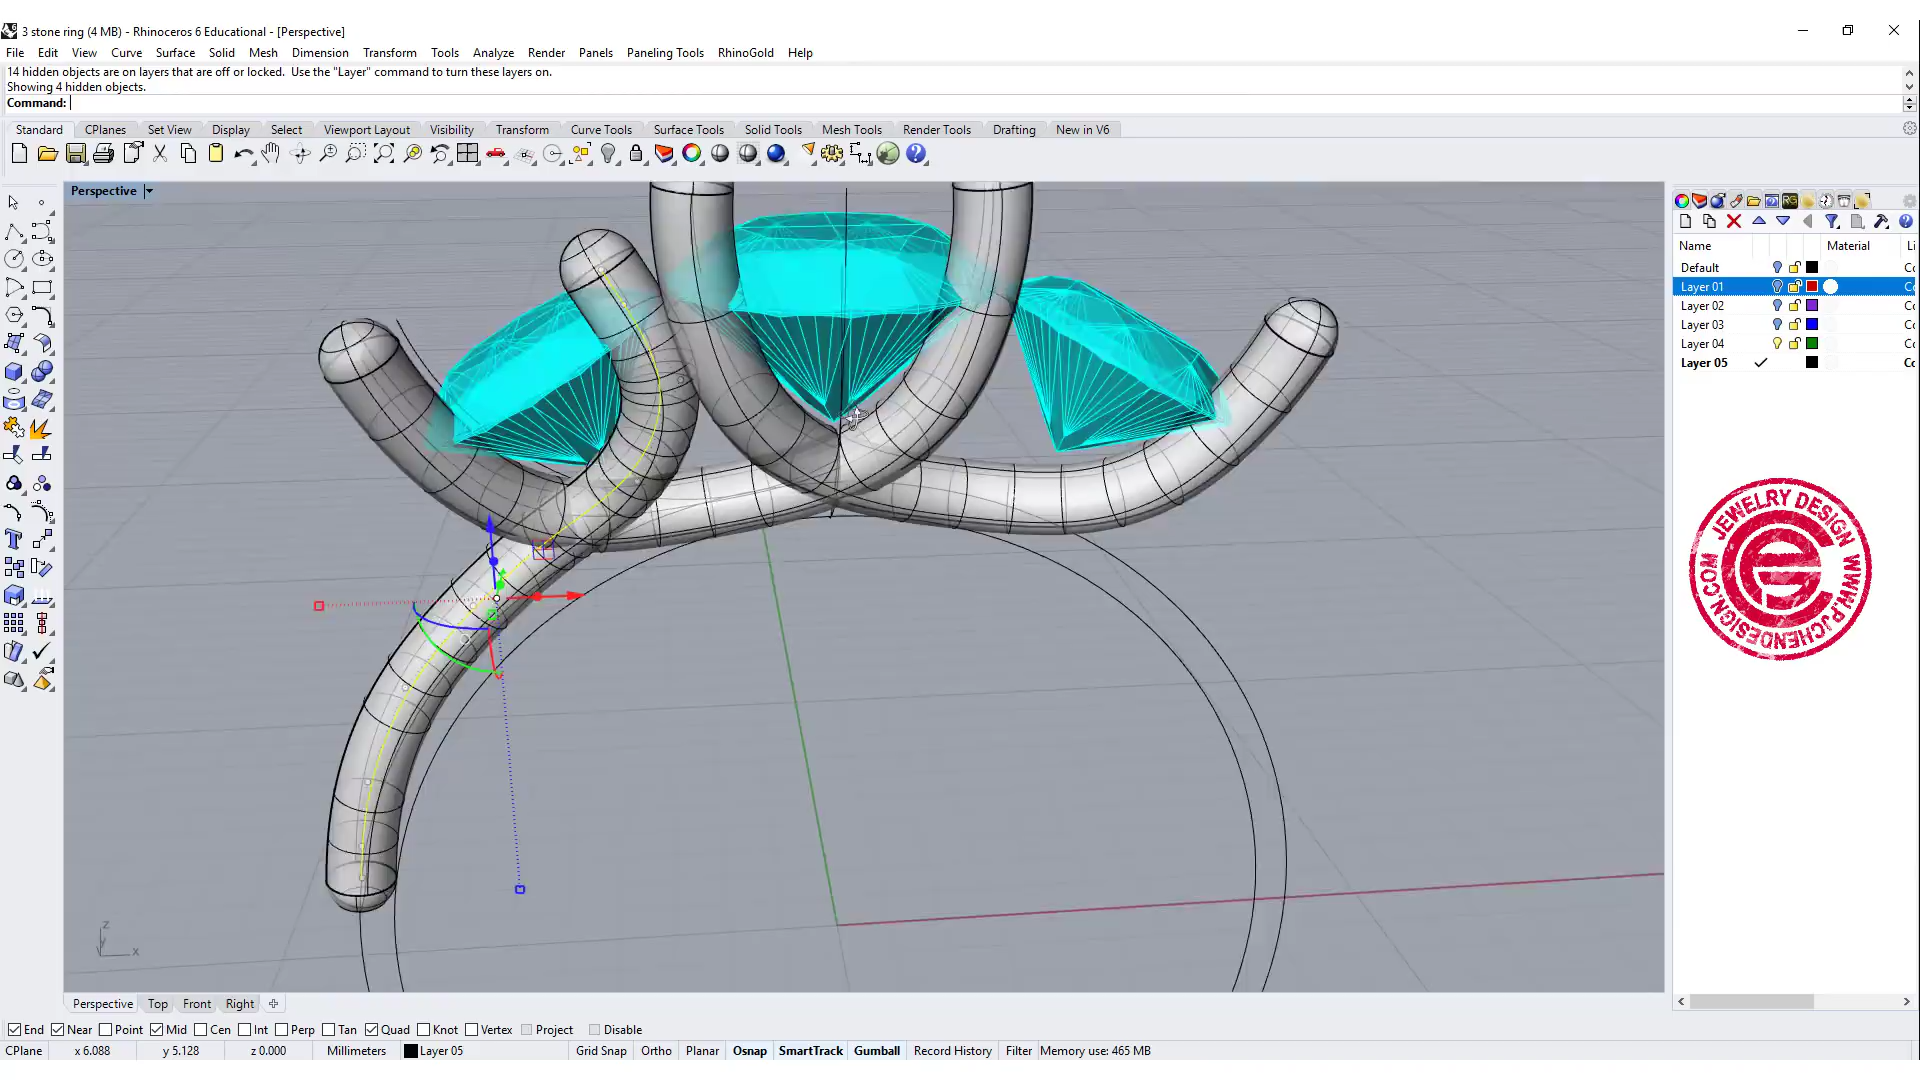 3 stone ring (4 MB) - Rhinoceros 6 Educational - [Perspective]
File Edit View Curve Surface Solid Mesh Dimension Transform Tools Analyze Render Panels Paneling Tools RhinoGold Help
14 hidden objects are on layers that are off or locked. Use the "Layer" command to turn these layers on.
Showing 4 hidden objects.
Command:
Standard CPlanes Set View Display Select Viewport Layout Visibility Transform Curve Tools Surface Tools Solid Tools Mesh Tools Render Tools Drafting New in V6
Perspective
Name Material Li
Default
Layer 01
Layer 02
Layer 03
Layer 04
Layer 05
JEWELRY DESIGN
WWW.PJCHENDESIGN.COM
z
y
x
Perspective Top Front Right
End Near Point Mid Cen Int Perp Tan Quad Knot Vertex Project Disable
CPlane x 6.088 y 5.128 z 0.000 Millimeters Layer 05 Grid Snap Ortho Planar Osnap SmartTrack Gumball Record History Filter Memory use: 465 MB